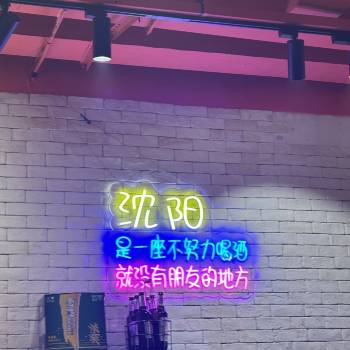 沈阳
是一座不努力喝酒
就没有朋友的地方